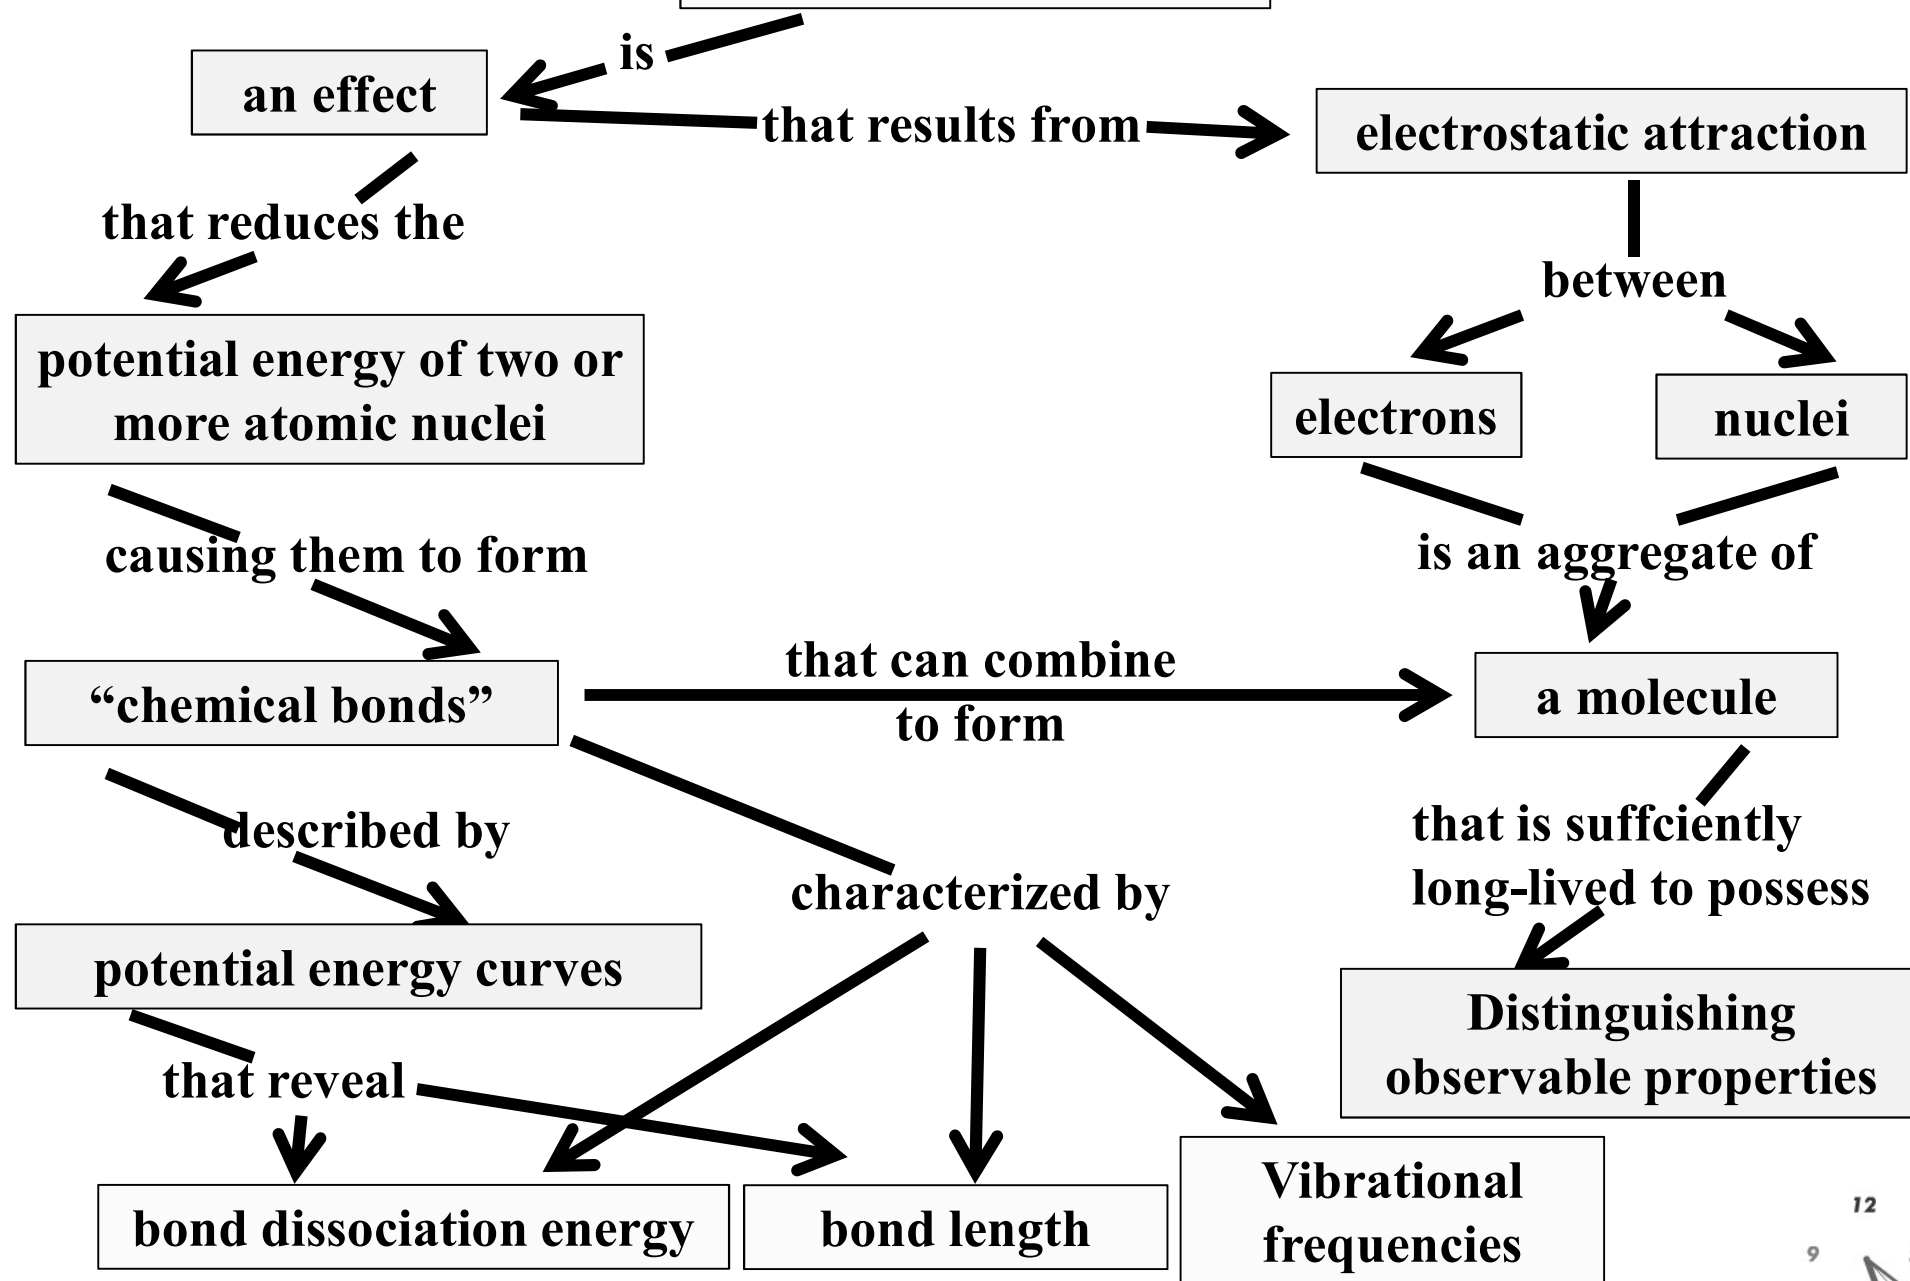 is
an effect
that results from
electrostatic attraction
that reduces the
between
potential energy of two or
more atomic nuclei
electrons
nuclei
causing them to form
is an aggregate of
that can combine
to form
“chemical bonds”
a molecule
described by
that is suffciently
long-lived to possess
characterized by
potential energy curves
Distinguishing
observable properties
that reveal
bond dissociation energy
bond length
Vibrational
frequencies
12
9